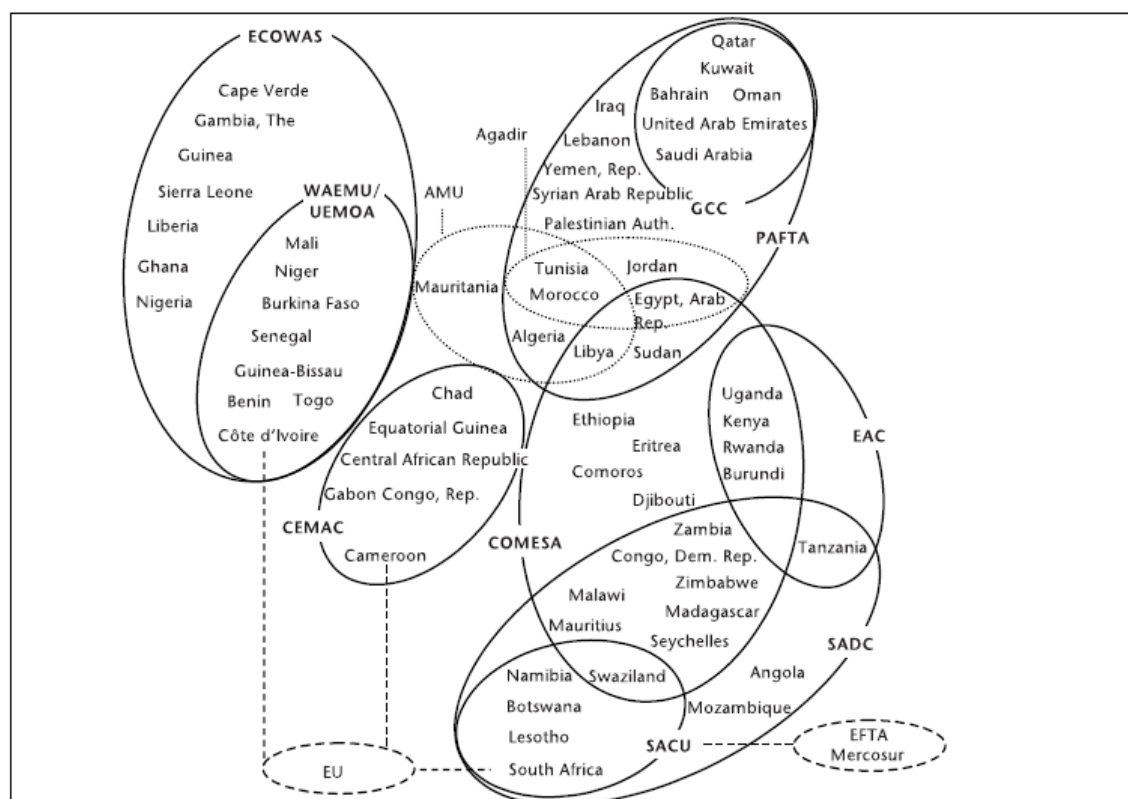 ECOWAS
Cape Verde
Gambia, The
Guinea
Sierra Leone
Liberia
Ghana
Nigeria
WAEMU/
UEMOA
Mali
Niger
Burkina Faso
Senegal
Guinea-Bissau
Benin Togo
Côte d'Ivoire
AMU
Agadir
Mauritania
Qatar
Kuwait
Bahrain Oman
United Arab Emirates
Saudi Arabia
GCC
PAFTA
Iraq
Lebanon
Yemen, Rep.
Syrian Arab Republic
Palestinian Auth.
Tunisia
Morocco
Jordan
Egypt, Arab
Rep.
Algeria
Libya
Sudan
Chad
Equatorial Guinea
Central African Republic
Gabon Congo, Rep.
CEMAC
Cameroon
COMESA
Ethiopia
Eritrea
Comoros
Djibouti
Uganda
Kenya
Rwanda
Burundi
EAC
Tanzania
Zambia
Congo, Dem. Rep.
Zimbabwe
Malawi
Madagascar
Mauritius
Seychelles
SADC
Angola
Mozambique
Namibia
Swaziland
Botswana
Lesotho
South Africa
SACU
EU
EFTA
Mercosur